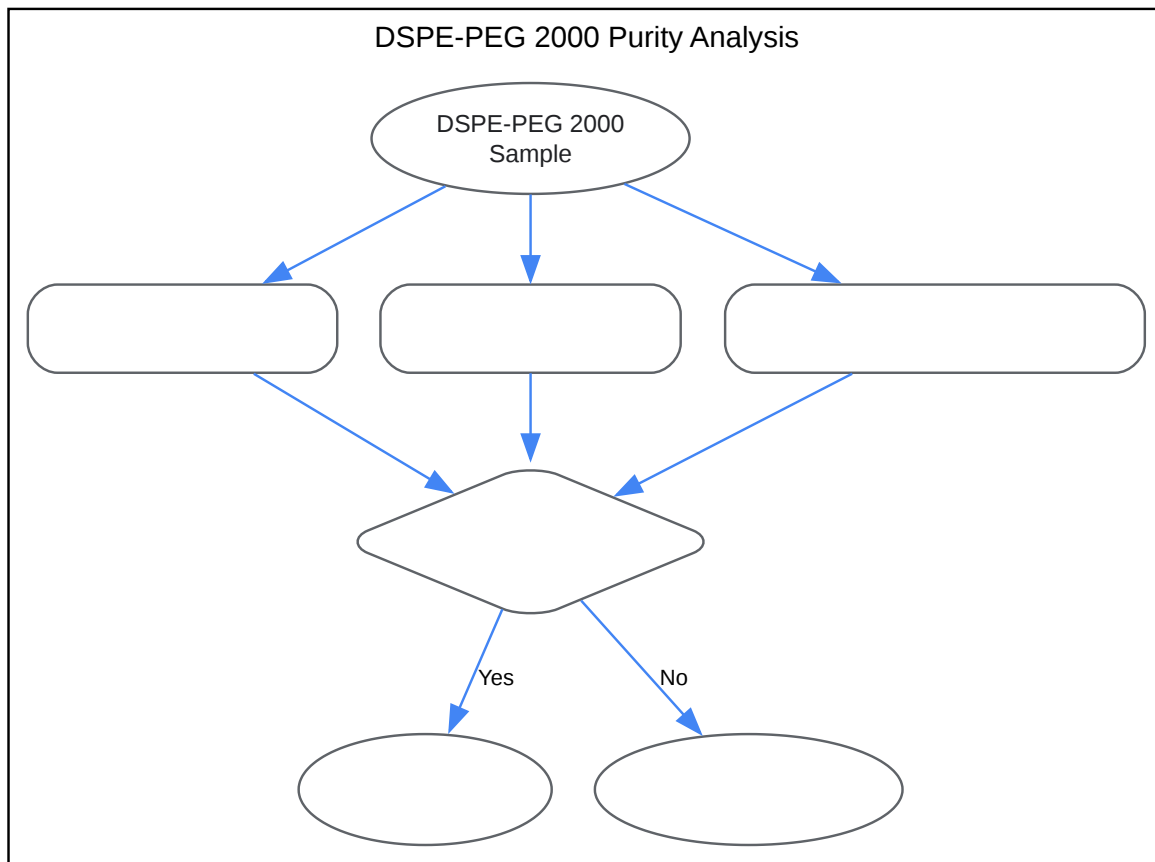 DSPE-PEG 2000 Purity Analysis
DSPE-PEG 2000
Sample
Yes
No